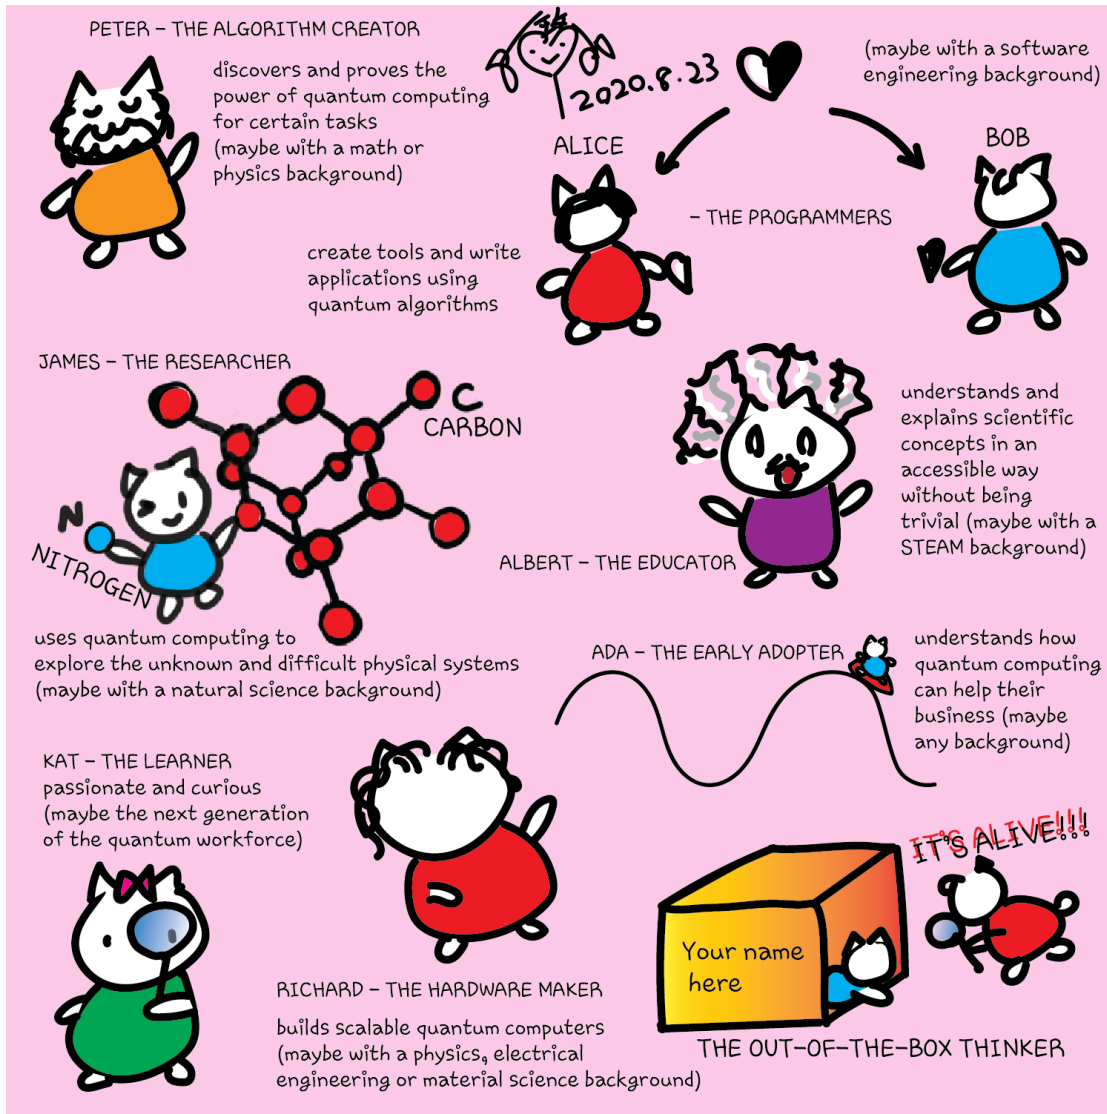 PETER – THE ALGORITHM CREATOR
discovers and proves the
power of quantum computing
for certain tasks
(maybe with a math or
physics background)
2020.8.23
(maybe with a software
engineering background)
ALICE
BOB
– THE PROGRAMMERS
create tools and write
applications using
quantum algorithms
JAMES – THE RESEARCHER
C
CARBON
N
NITROGEN
uses quantum computing to
explore the unknown and difficult physical systems
(maybe with a natural science background)
understands and
explains scientific
concepts in an
accessible way
without being
trivial (maybe with a
STEAM background)
ALBERT – THE EDUCATOR
ADA – THE EARLY ADOPTER
understands how
quantum computing
can help their
business (maybe
any background)
KAT – THE LEARNER
passionate and curious
(maybe the next generation
of the quantum workforce)
RICHARD – THE HARDWARE MAKER
builds scalable quantum computers
(maybe with a physics, electrical
engineering or material science background)
IT'S ALIVE!!!
Your name
here
THE OUT-OF-THE-BOX THINKER